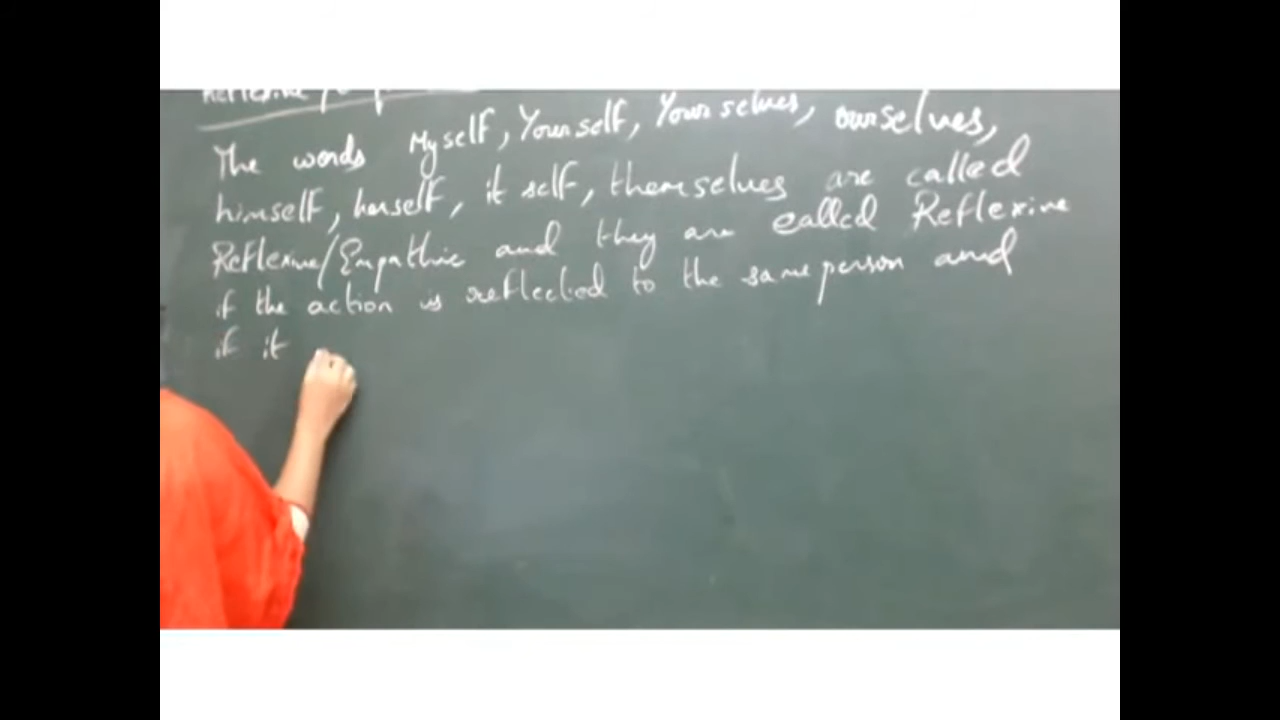 Reflexive /
The words Myself, Yourself, Yourselves, ourselves,
himself, herself, it self, themselves are called
Reflexive/Empathic and they are called Reflexive
if the action is reflected to the same person and
if it